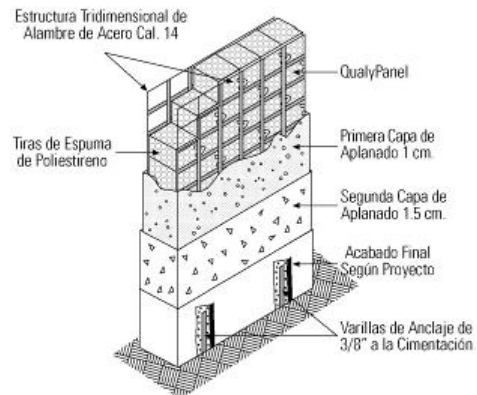 Estructura Tridimensional de
Alambre de Acero Cal. 14
QualyPanel
Tiras de Espuma
de Poliestireno
Primera Capa de
Aplanado 1 cm.
Segunda Capa de
Aplanado 1.5 cm.
Acabado Final
Según Proyecto
Varillas de Anclaje de
3/8" a la Cimentación